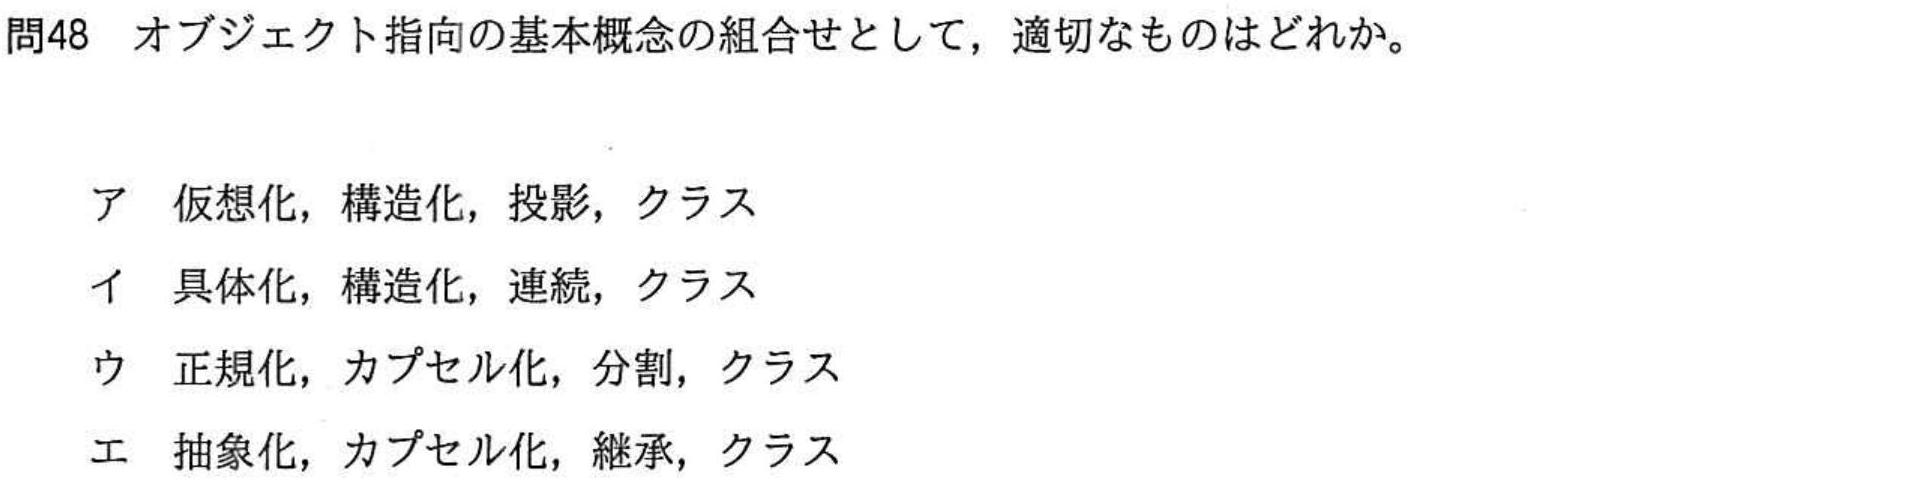 問48　オブジェクト指向の基本概念の組合せとして，適切なものはどれか。
ア　仮想化，構造化，投影，クラス
イ　具体化，構造化，連続，クラス
ウ　正規化，カプセル化，分割，クラス
エ　抽象化，カプセル化，継承，クラス